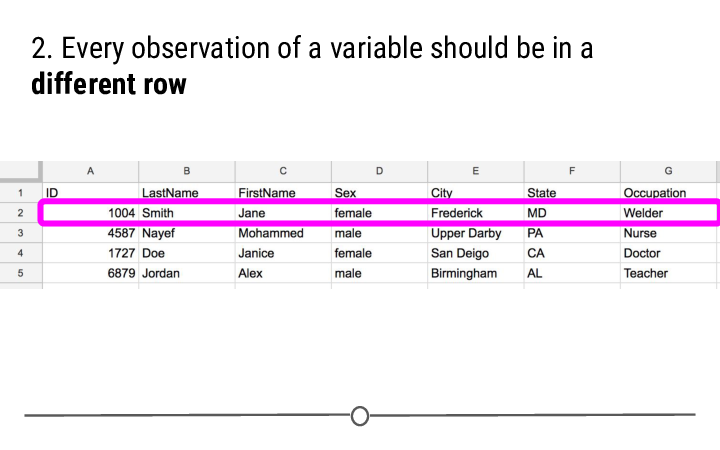 2. Every observation of a variable should be in a
different row
A B C D E F G
1 ID LastName FirstName Sex City State Occupation
2 1004 Smith Jane female Frederick MD Welder
3 4587 Nayef Mohammed male Upper Darby PA Nurse
4 1727 Doe Janice female San Deigo CA Doctor
5 6879 Jordan Alex male Birmingham AL Teacher